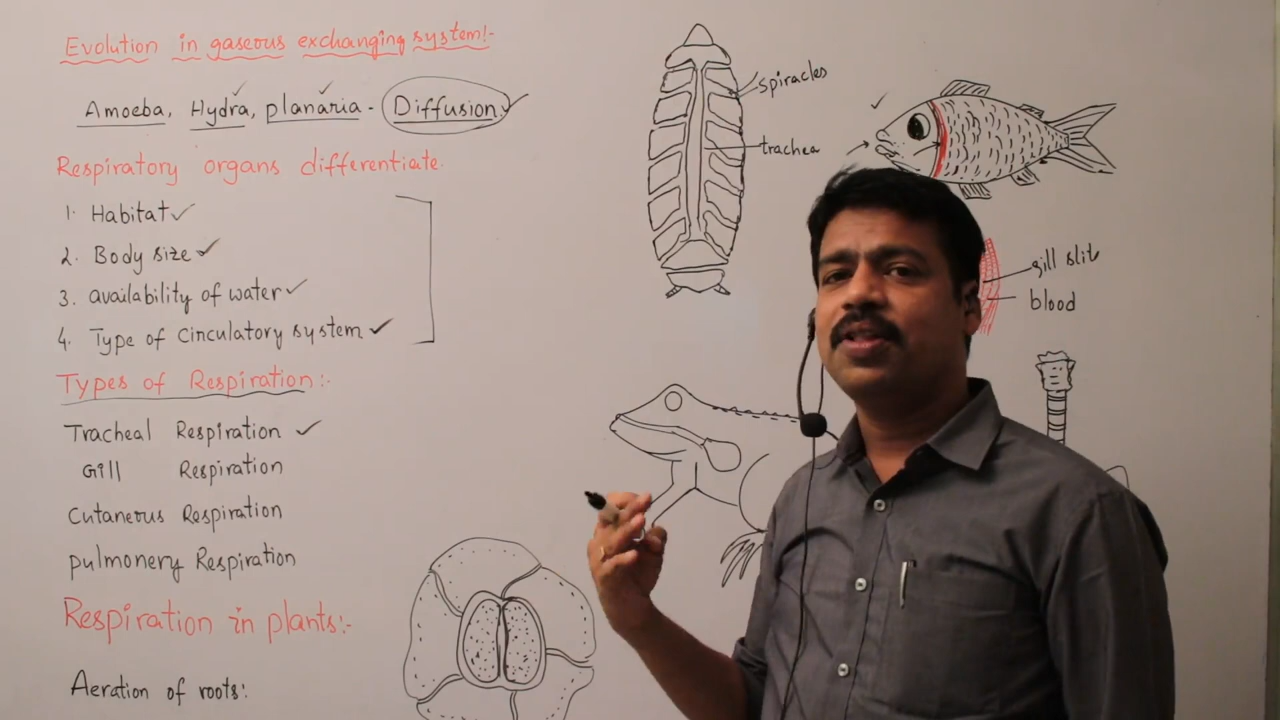 Evolution in gaseous exchanging system:-
Amoeba, Hydra, planaria - Diffusion
Respiratory organs differentiate.
1. Habitat
2. Body size
3. availability of water
4. Type of Circulatory system
Types of Respiration:-
Tracheal Respiration
Gill Respiration
Cutaneous Respiration
pulmonery Respiration
Respiration in plants:-
Aeration of roots:
spiracles
trachea
gill slit
blood